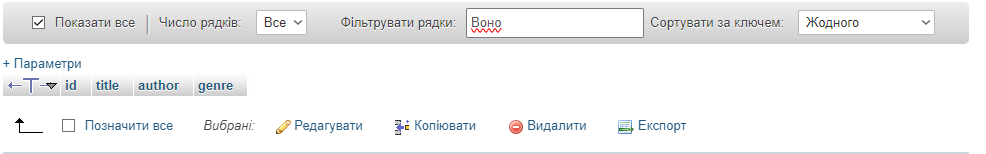 Показати все Число рядків: Все Фільтрувати рядки: Воно Сортувати за ключем: Жодного
+ Параметри
id title author genre
Позначити все Вибрані: Редагувати Копіювати Видалити Експорт